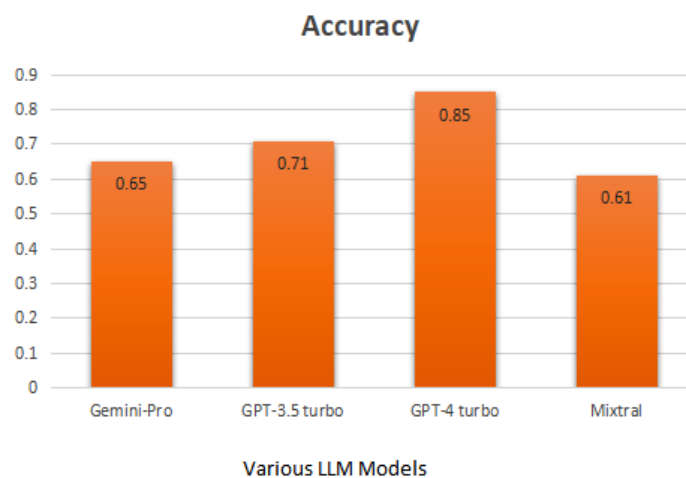 Accuracy
0.9
0.8
0.7
0.6
0.5
0.4
0.3
0.2
0.1
0
0.65
0.71
0.85
0.61
Gemini-Pro
GPT-3.5 turbo
GPT-4 turbo
Mixtral
Various LLM Models